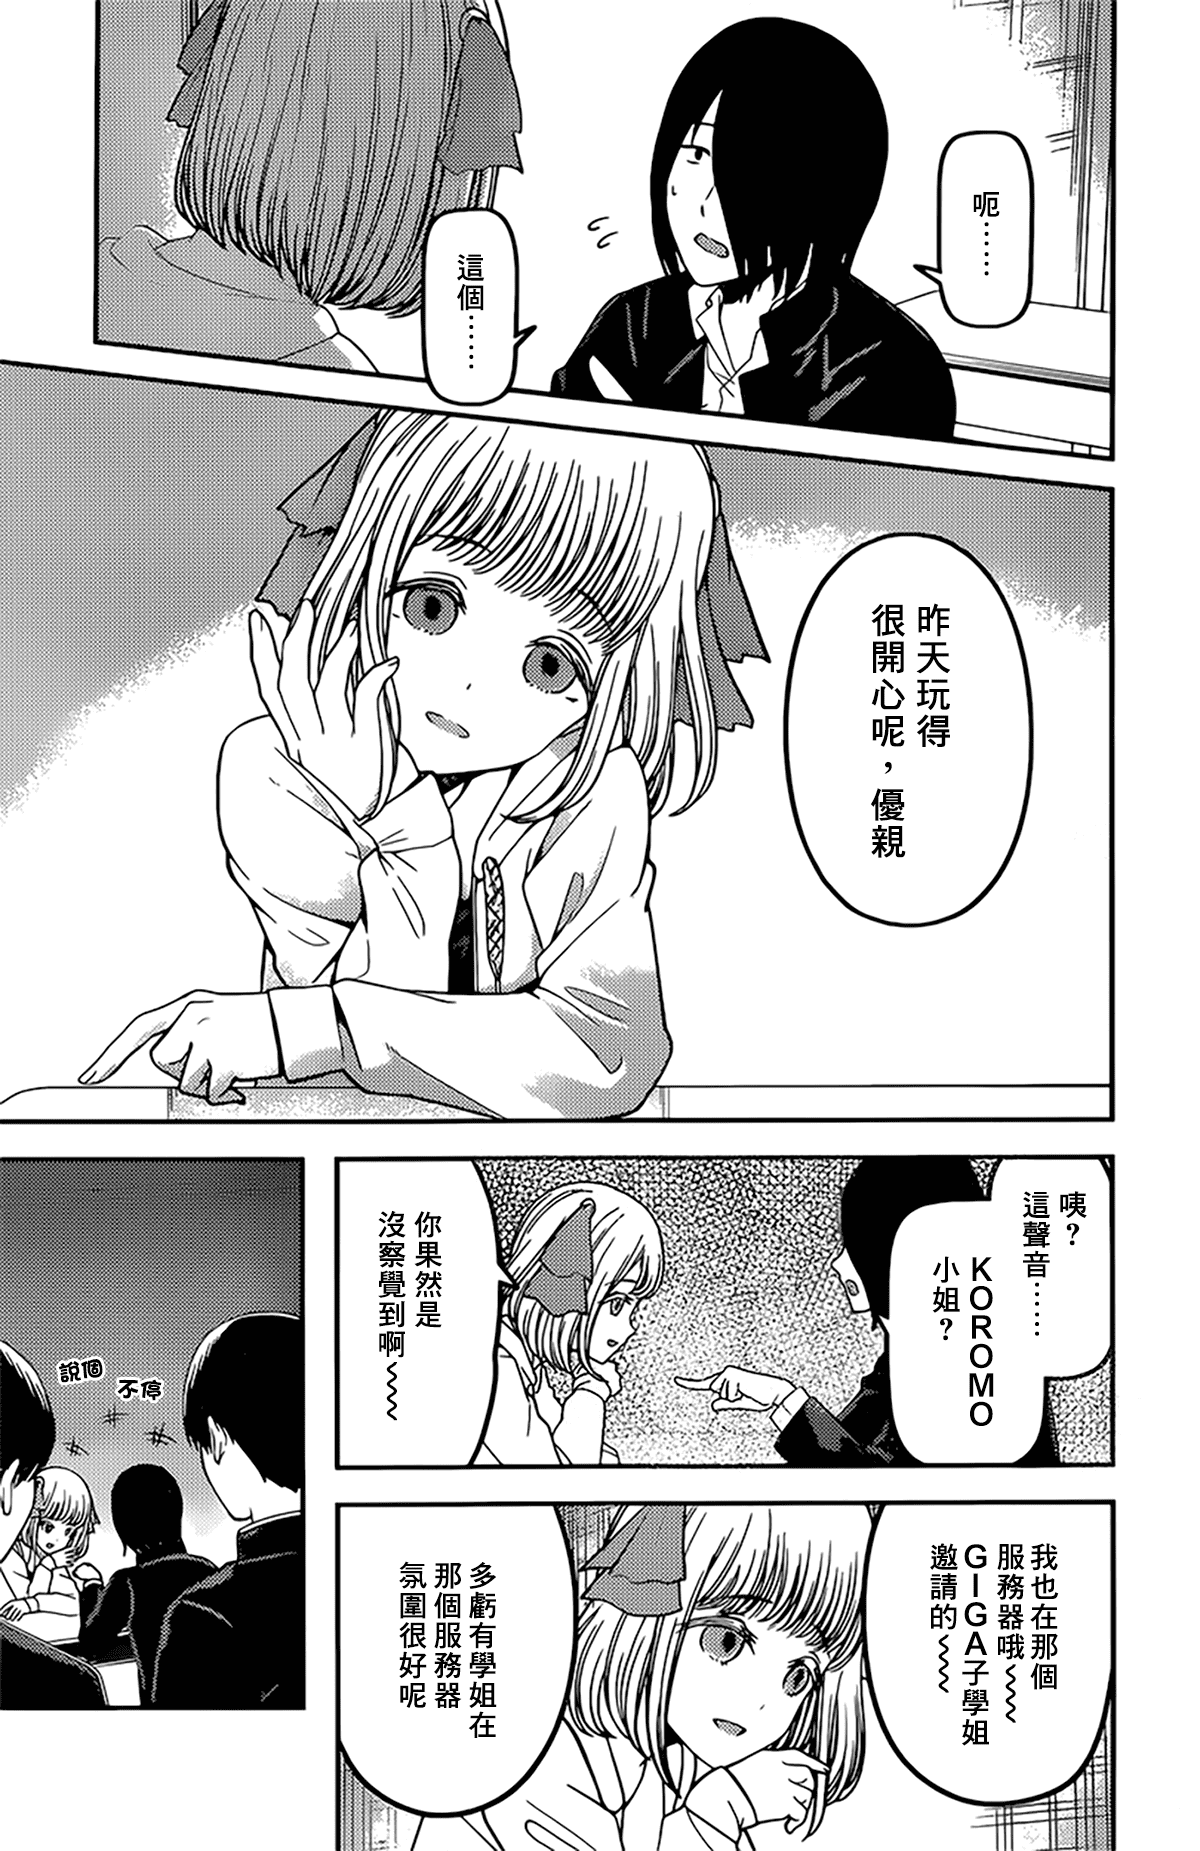 呃……
這個……
昨天玩得
很開心呢，優親
咦？
這聲音……
KOROMO
小姐？
你果然是
沒察覺到啊~~~
我也在那個
服務器哦~~~
GIGA子學姐
邀請的~~~
多虧有學姐在
那個服務器
氛圍很好呢
說個
不停